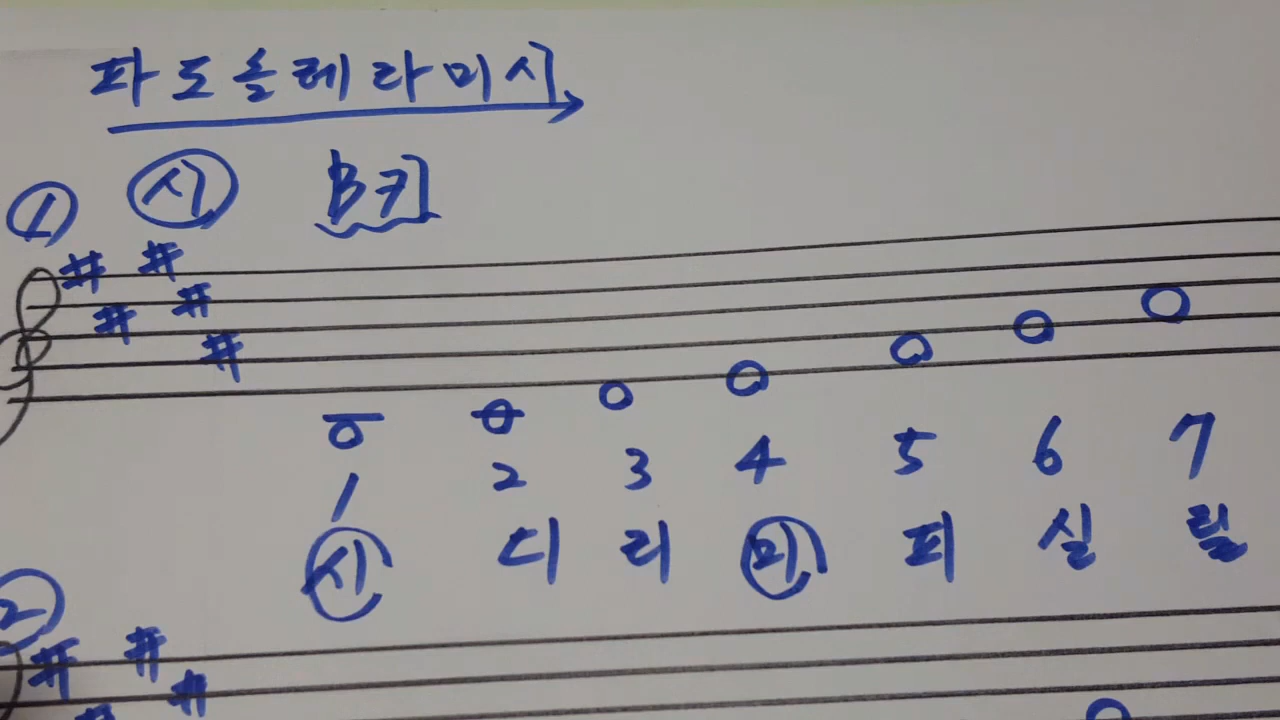 파도솔레라미시
① 시 B키
# # # # #
1 2 3 4 5 6 7
시 디 리 미 피 실 릴
②
# # #